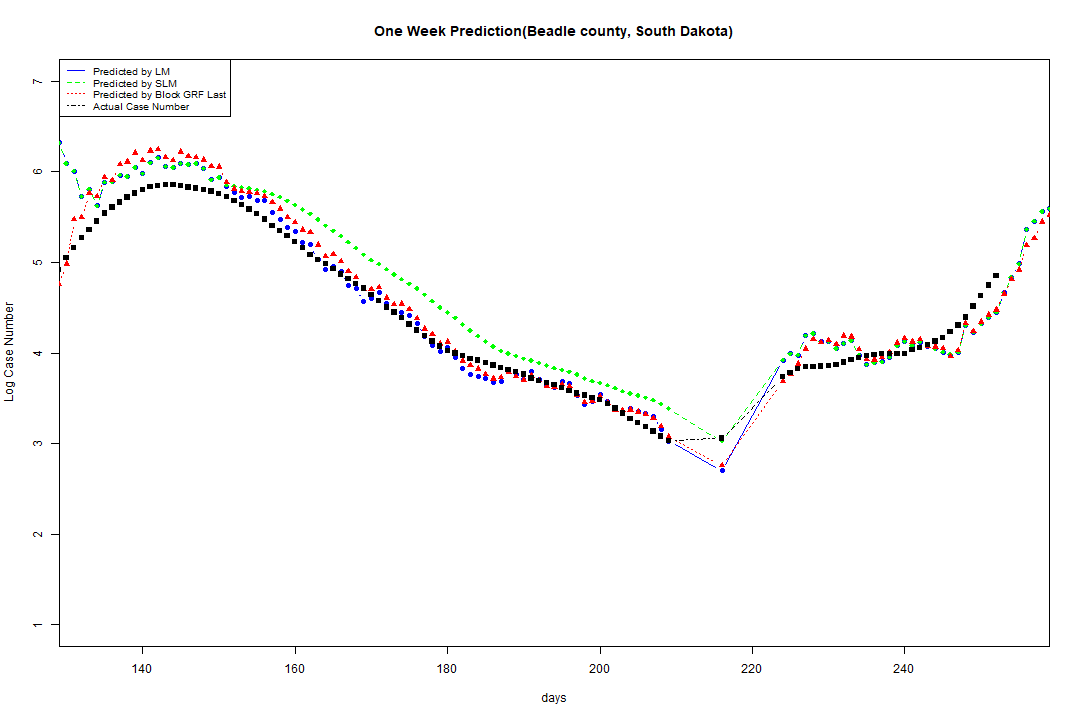 One Week Prediction(Beadle county, South Dakota)
Predicted by LM
Predicted by SLM
Predicted by Block GRF Last
Actual Case Number
7
6
5
4
3
2
1
Log Case Number
140 160 180 200 220 240
days